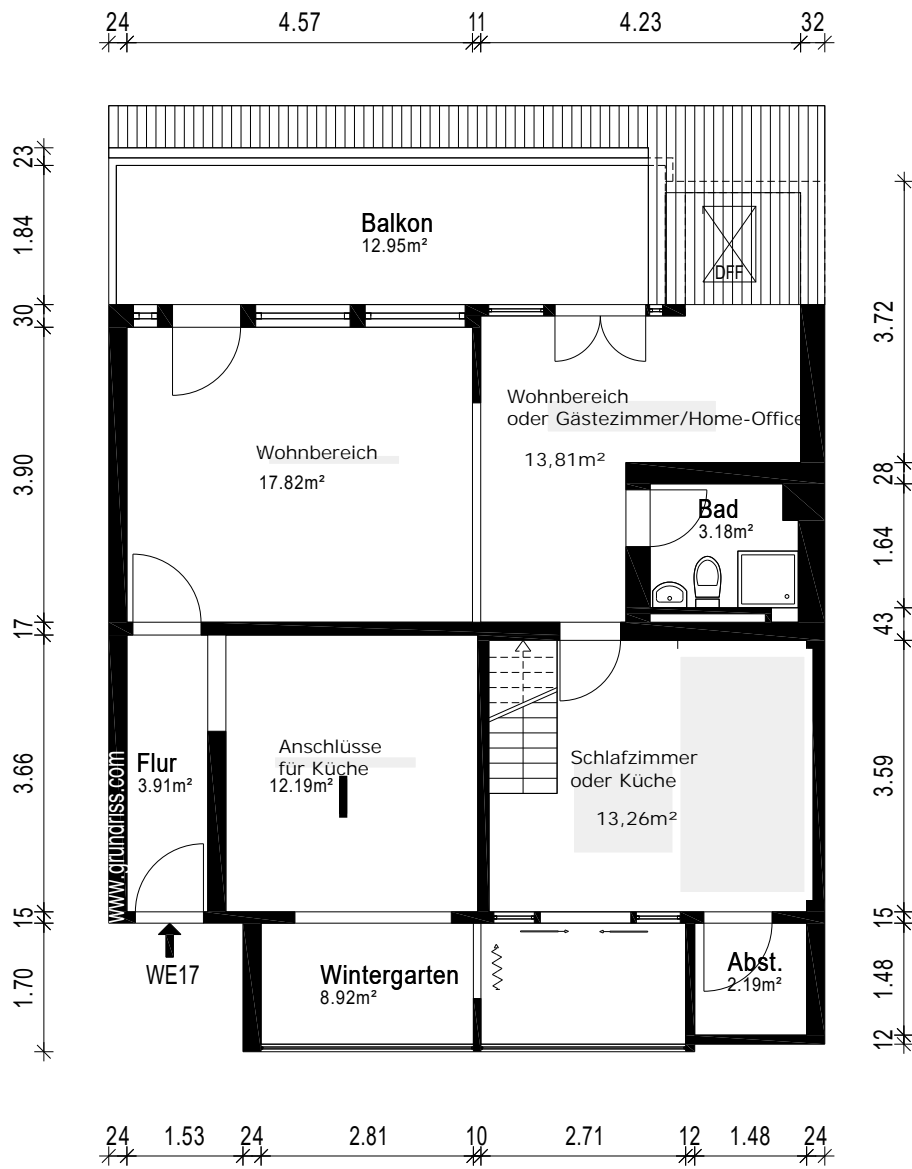 24 4.57 11 4.23 32
23
1.84
30
3.90
17
3.66
15
1.70
Balkon
12.95m²
DFF
3.72
28
1.64
43
3.59
15
1.48
12
Wohnbereich
oder Gästezimmer/Home-Office
13,81m²
Wohnbereich
17.82m²
Bad
3.18m²
www.grundriss.com
Flur
3.91m²
Anschlüsse
für Küche
12.19m²
Schlafzimmer
oder Küche
13,26m²
WE17
Wintergarten
8.92m²
Abst.
2.19m²
24 1.53 24 2.81 10 2.71 12 1.48 24